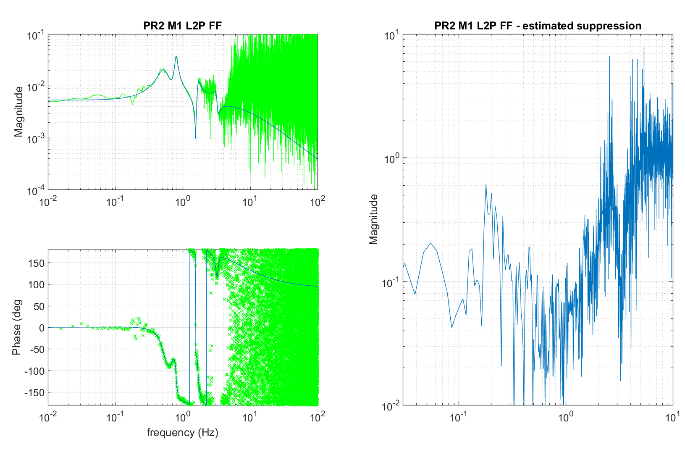 PR2 M1 L2P FF
10^-1
10^-2
10^-3
10^-4
Magnitude
10^-2 10^-1 10^0 10^1 10^2
150
100
50
0
-50
-100
-150
Phase (deg
10^-2 10^-1 10^0 10^1 10^2
frequency (Hz)
PR2 M1 L2P FF - estimated suppression
10^1
10^0
10^-1
10^-2
Magnitude
10^-1 10^0 10^1